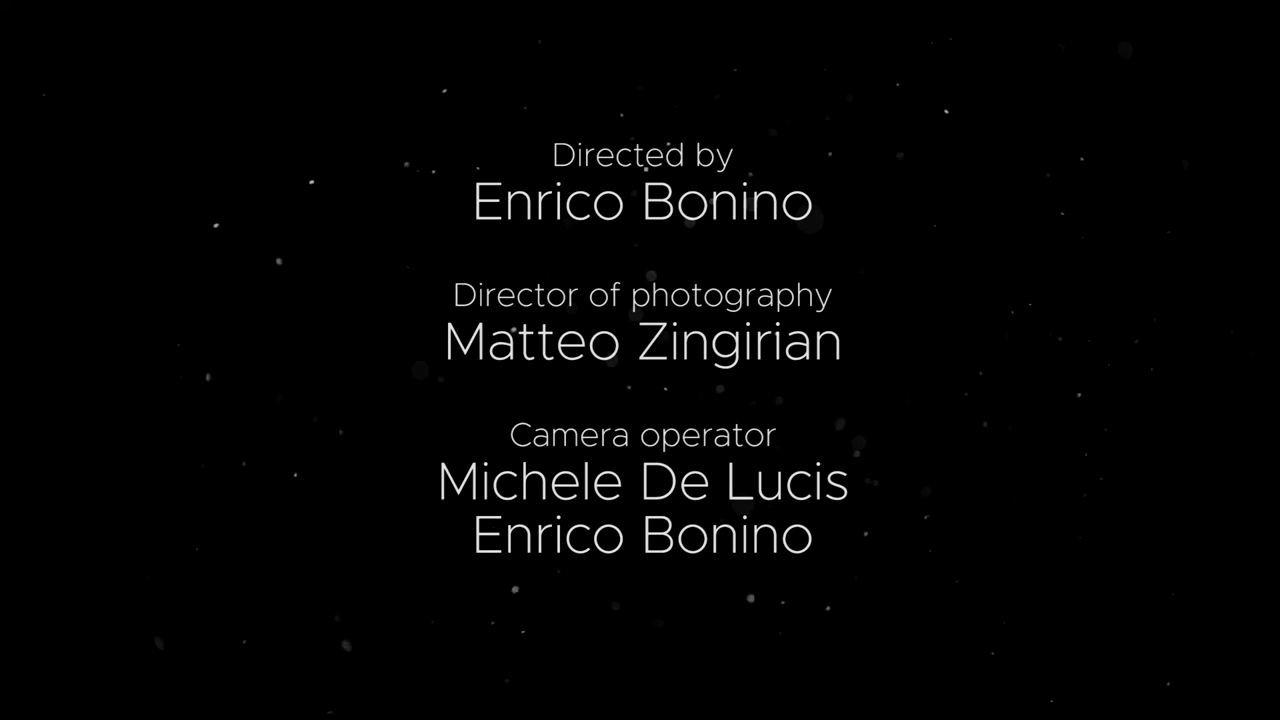 Directed by
Enrico Bonino
Director of photography
Matteo Zingirian
Camera operator
Michele De Lucis
Enrico Bonino